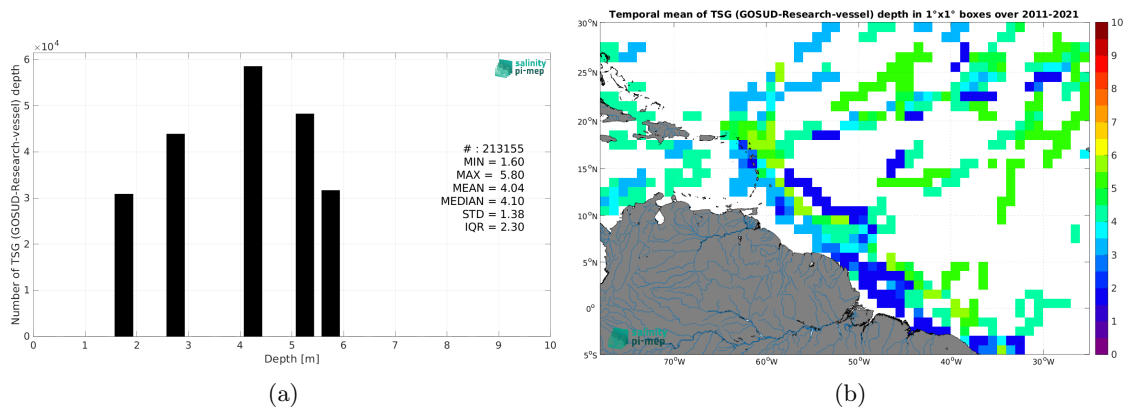 ×10⁴
6
5
4
3
2
1
0
Number of TSG (GOSUD-Research-vessel) depth
salinity
pi-mep
# : 213155
MIN = 1.60
MAX = 5.80
MEAN = 4.04
MEDIAN = 4.10
STD = 1.38
IQR = 2.30
0 1 2 3 4 5 6 7 8 9 10
Depth [m]
(a)
Temporal mean of TSG (GOSUD-Research-vessel) depth in 1°x1° boxes over 2011-2021
30°N
25°N
20°N
15°N
10°N
5°N
0°
5°S
70°W 60°W 50°W 40°W 30°W
salinity
pi-mep
10
9
8
7
6
5
4
3
2
1
0
(b)